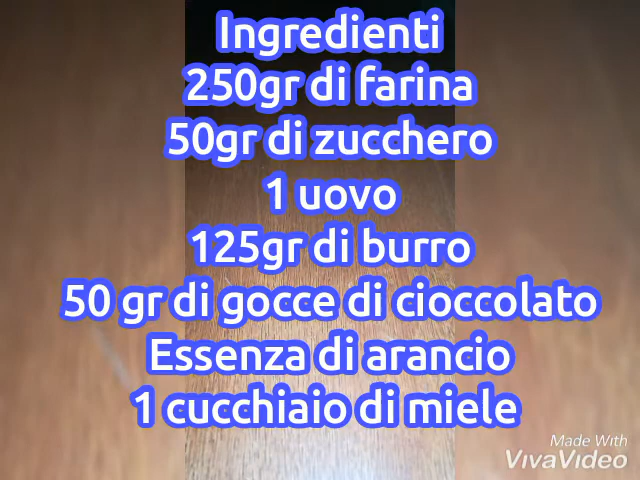 Ingredienti
250gr di farina
50gr di zucchero
1 uovo
125gr di burro
50 gr di gocce di cioccolato
Essenza di arancio
1 cucchiaio di miele
Made With
VivaVideo